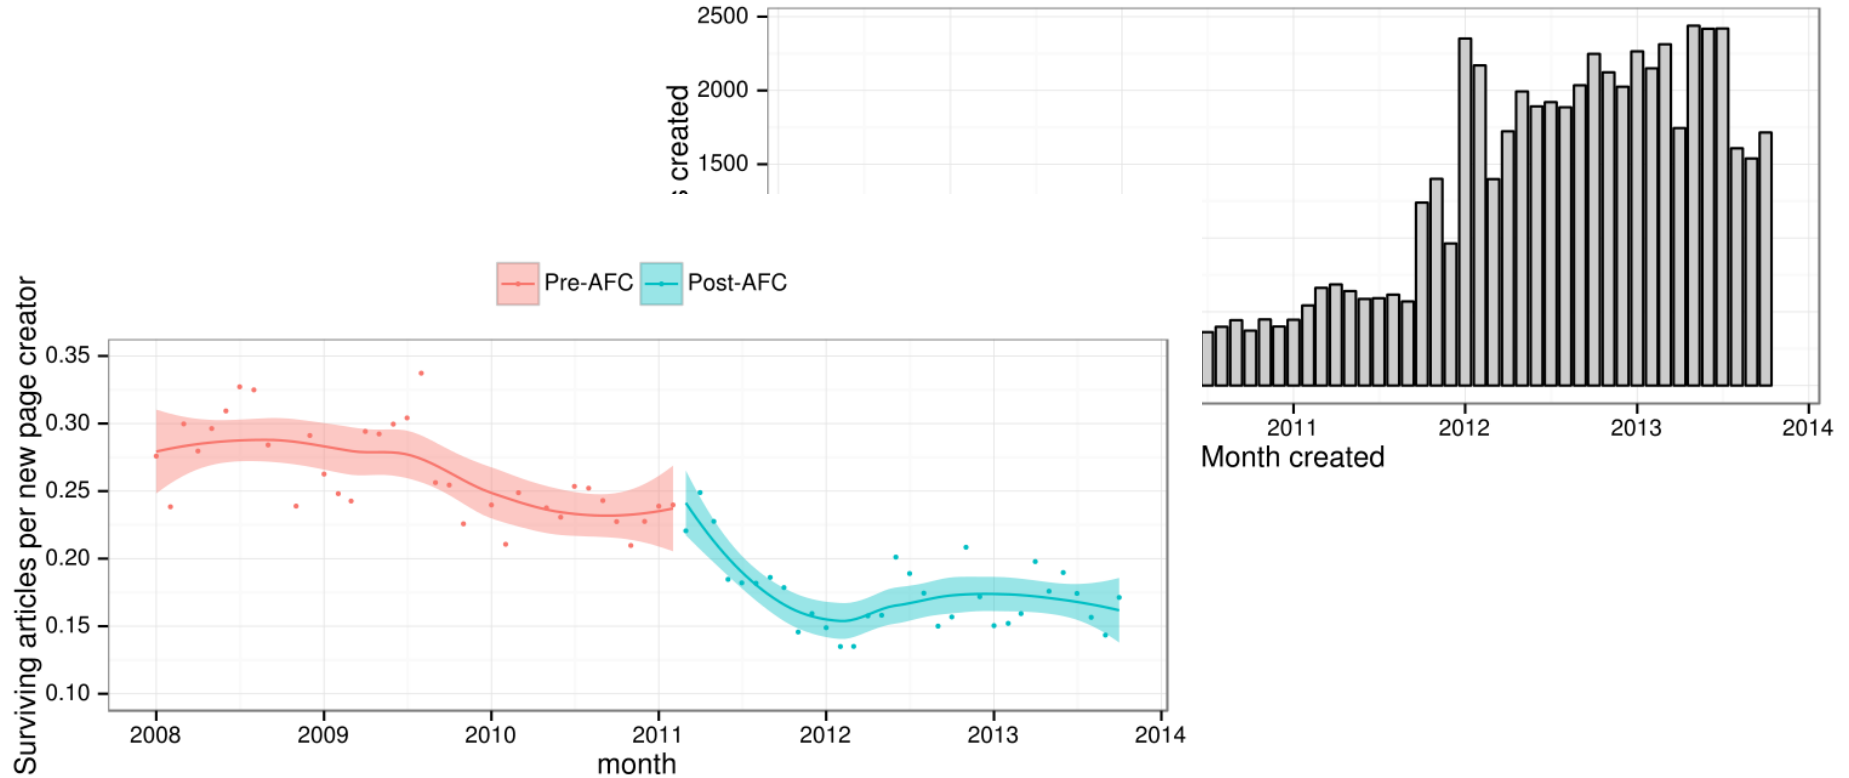 2500
2000
1500
created
2011 2012 2013 2014
Month created
Pre-AFC Post-AFC
Surviving articles per new page creator
0.35
0.30
0.25
0.20
0.15
0.10
2008 2009 2010 2011 2012 2013 2014
month